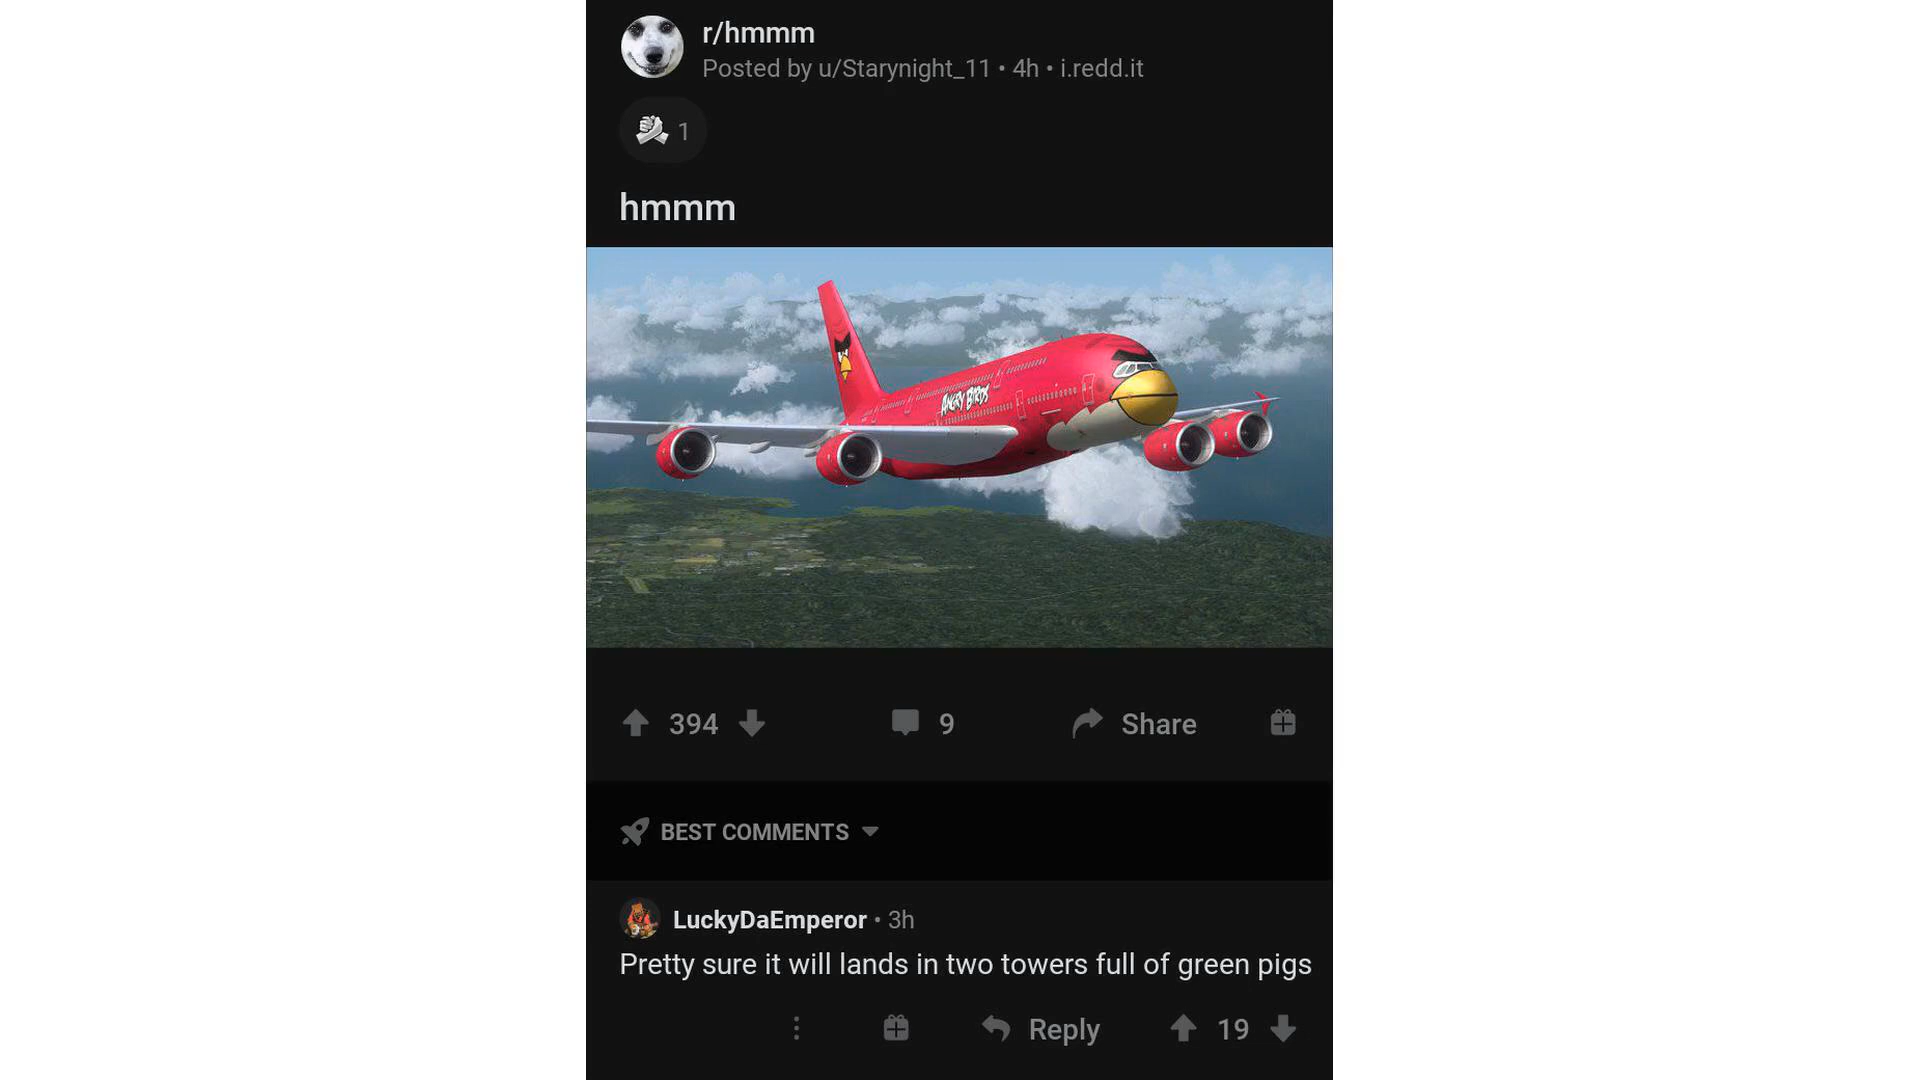 r/hmmm
Posted by u/Starynight_11 • 4h • i.redd.it
1
hmmm
ANGRY BIRDS
394
9
Share
BEST COMMENTS
LuckyDaEmperor • 3h
Pretty sure it will lands in two towers full of green pigs
Reply
19